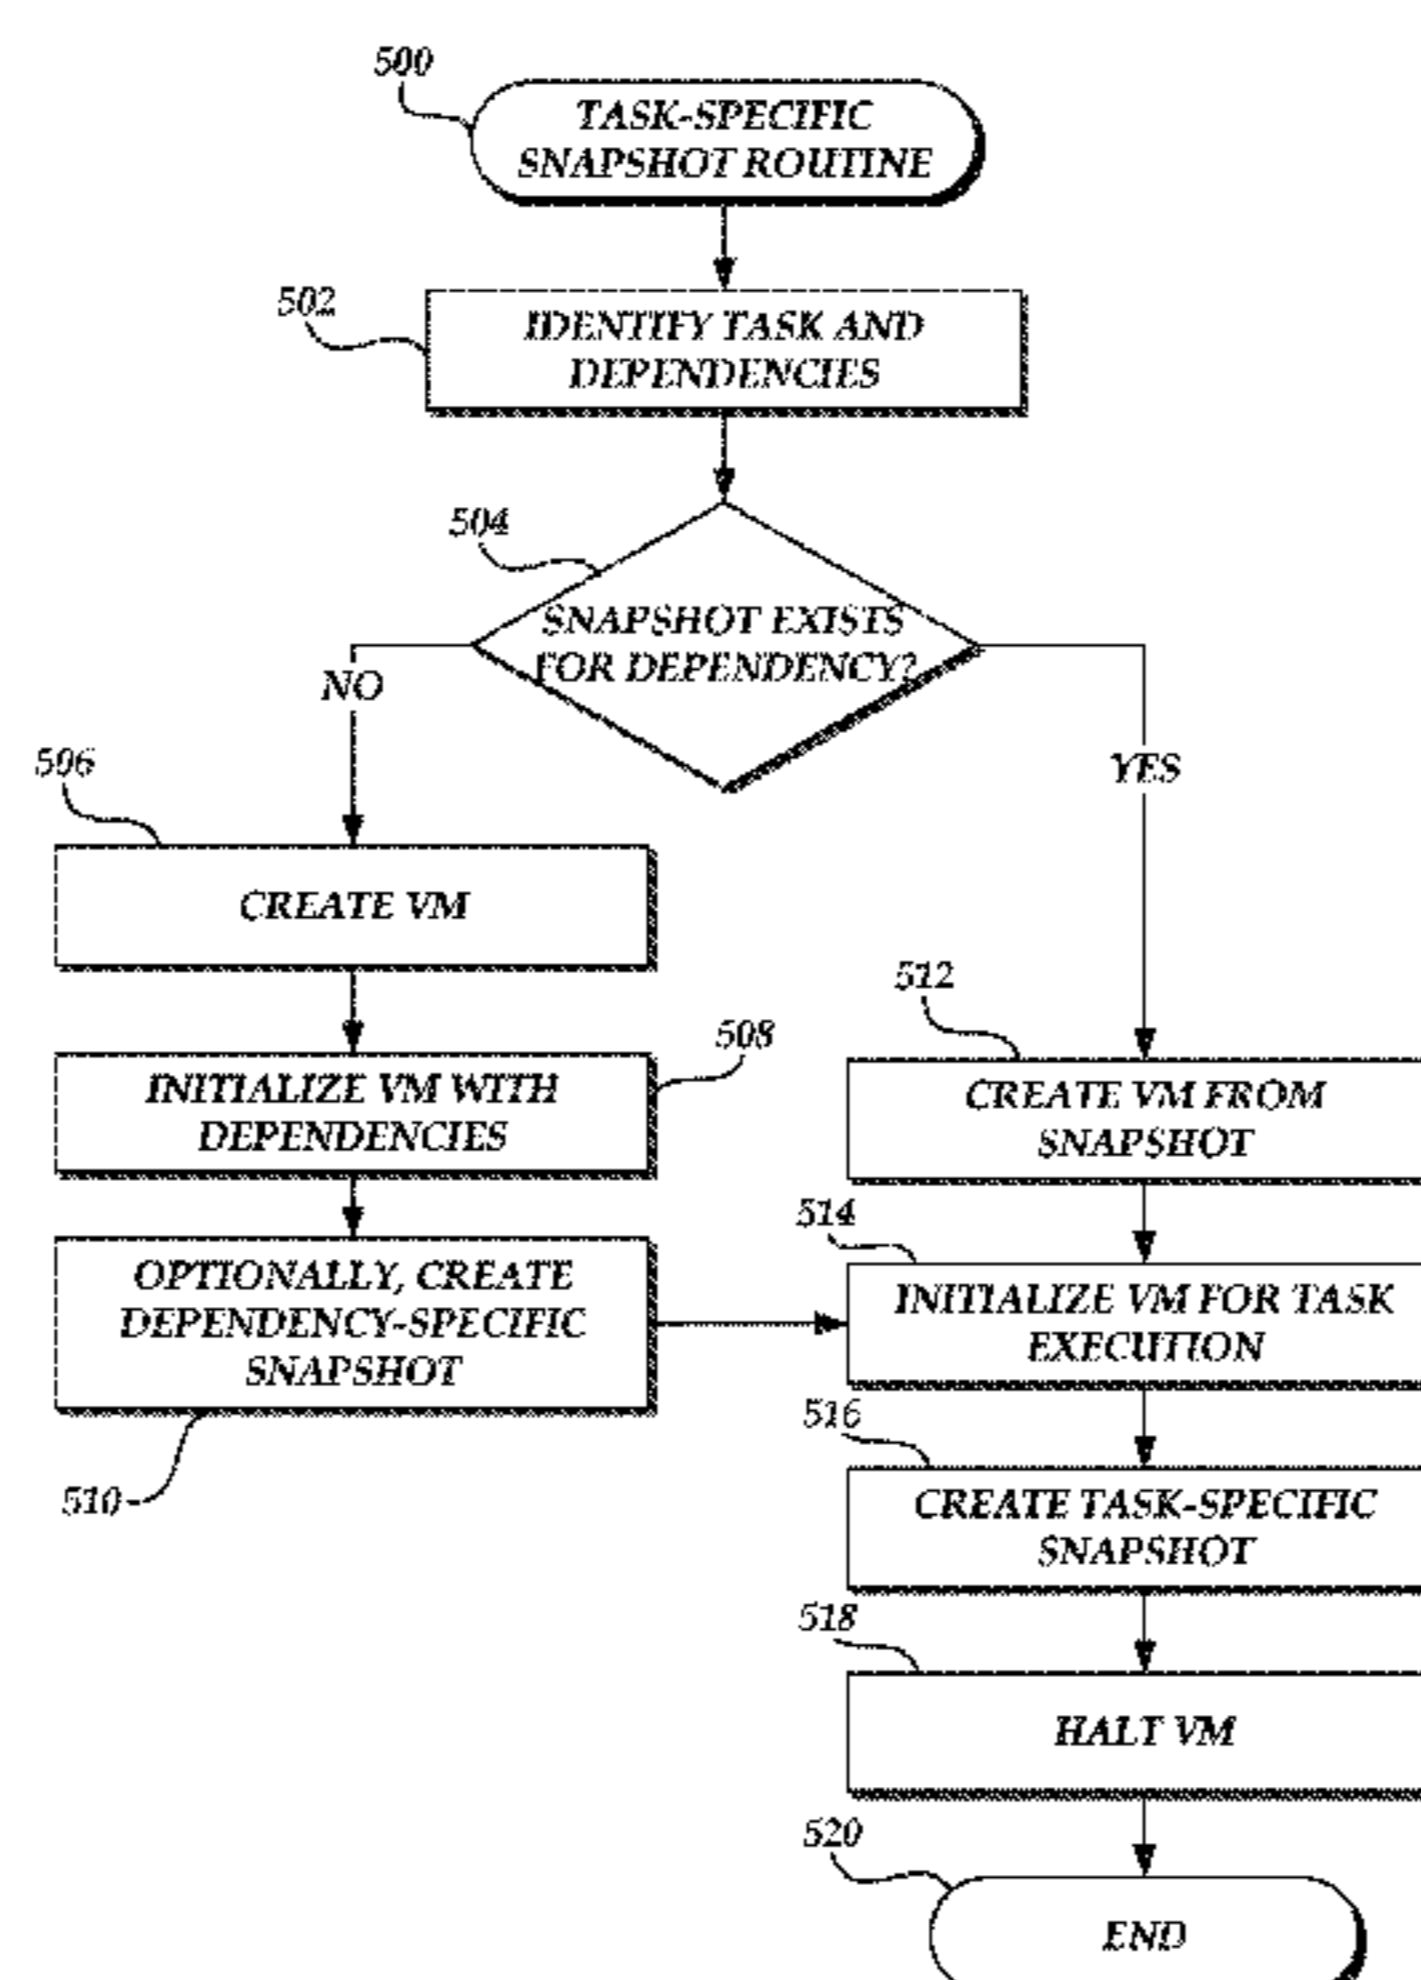 500
TASK-SPECIFIC
SNAPSHOT ROUTINE
502
IDENTIFY TASK AND
DEPENDENCIES
504
SNAPSHOT EXISTS
FOR DEPENDENCY?
NO
YES
506
CREATE VM
508
INITIALIZE VM WITH
DEPENDENCIES
OPTIONALLY, CREATE
DEPENDENCY-SPECIFIC
SNAPSHOT
510
512
CREATE VM FROM
SNAPSHOT
514
INITIALIZE VM FOR TASK
EXECUTION
516
CREATE TASK-SPECIFIC
SNAPSHOT
518
HALT VM
520
END